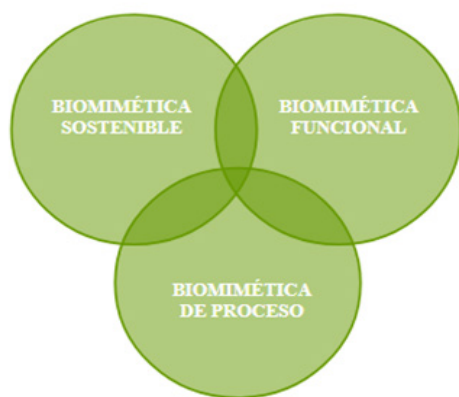 BIOMIMÉTICA
SOSTENIBLE
BIOMIMÉTICA
FUNCIONAL
BIOMIMÉTICA
DE PROCESO